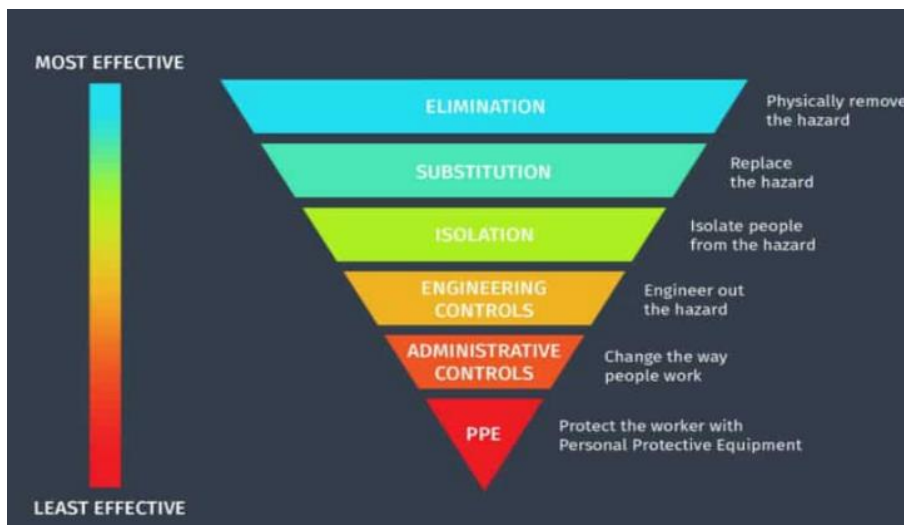 MOST EFFECTIVE
ELIMINATION
Physically remove
the hazard
SUBSTITUTION
Replace
the hazard
ISOLATION
Isolate people
from the hazard
ENGINEERING
CONTROLS
Engineer out
the hazard
ADMINISTRATIVE
CONTROLS
Change the way
people work
PPE
Protect the worker with
Personal Protective Equipment
LEAST EFFECTIVE